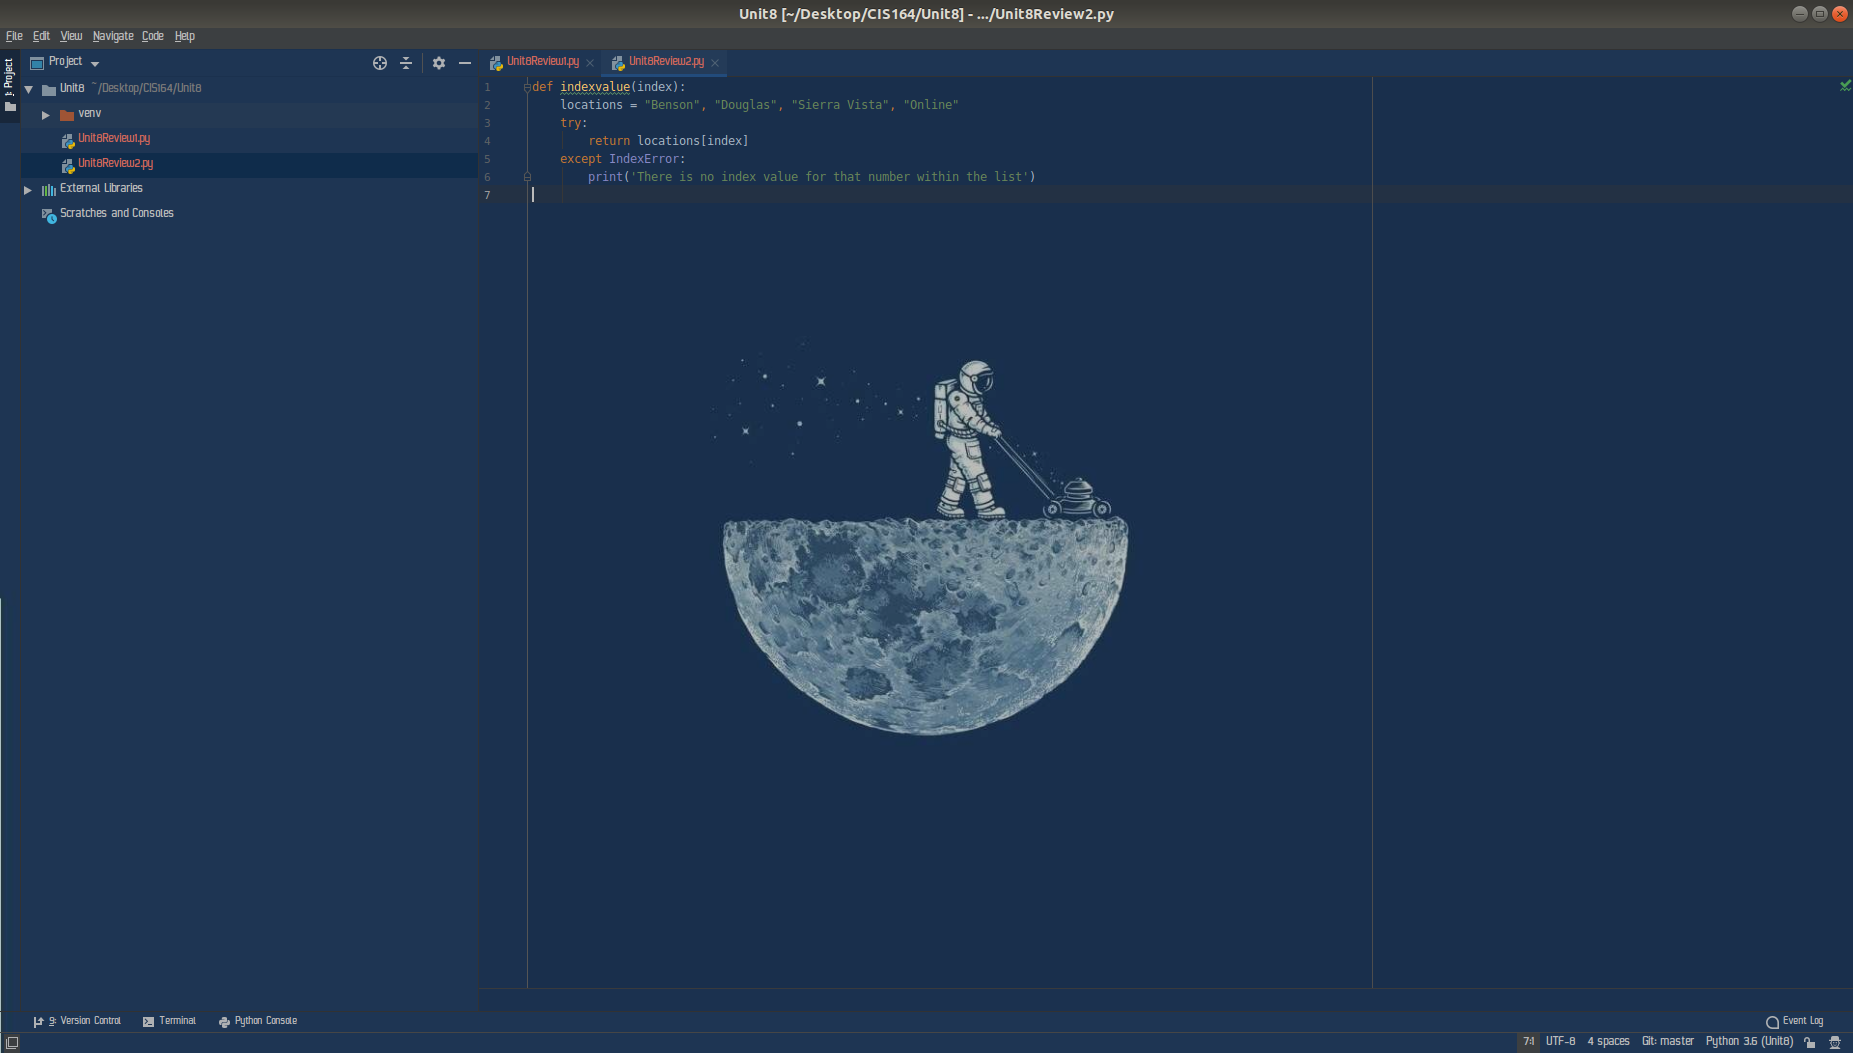 Unit8 [~/Desktop/CIS164/Unit8] - .../Unit8Review2.py
File Edit View Navigate Code Help
1: Project
Project
Unit8 ~/Desktop/CIS164/Unit8
venv
Unit8Review1.py
Unit8Review2.py
External Libraries
Scratches and Consoles
Unit8Review1.py Unit8Review2.py
1 def indexvalue(index):
2 locations = "Benson", "Douglas", "Sierra Vista", "Online"
3 try:
4 return locations[index]
5 except IndexError:
6 print('There is no index value for that number within the list')
7
9: Version Control Terminal Python Console Event Log
7:1 UTF-8 4 spaces Git: master Python 3.6 (Unit8)